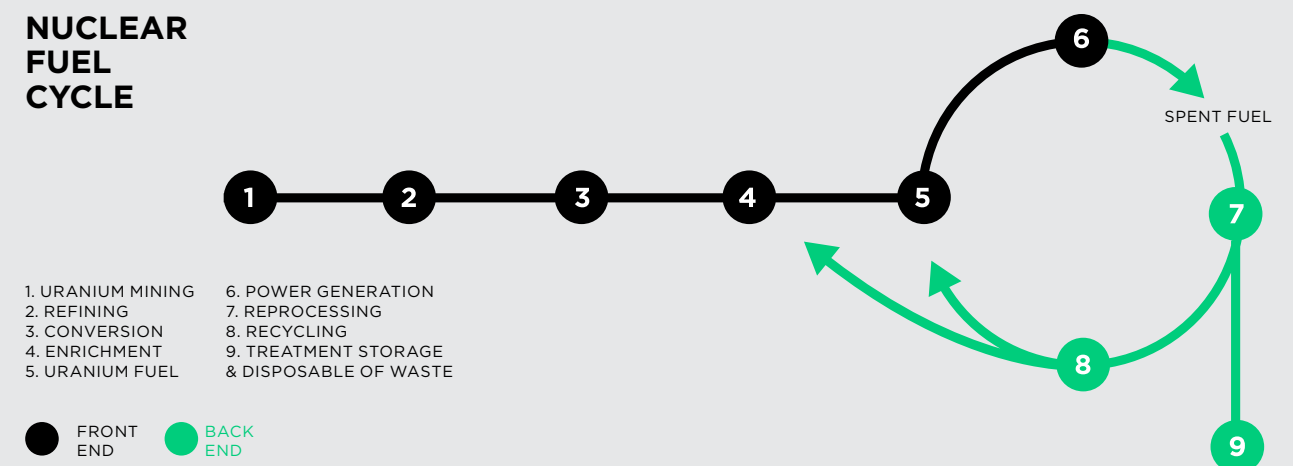 NUCLEAR
FUEL
CYCLE
6
SPENT FUEL
1
2
3
4
5
7
1. URANIUM MINING
2. REFINING
3. CONVERSION
4. ENRICHMENT
5. URANIUM FUEL
6. POWER GENERATION
7. REPROCESSING
8. RECYCLING
9. TREATMENT STORAGE
& DISPOSABLE OF WASTE
8
FRONT
END
BACK
END
9